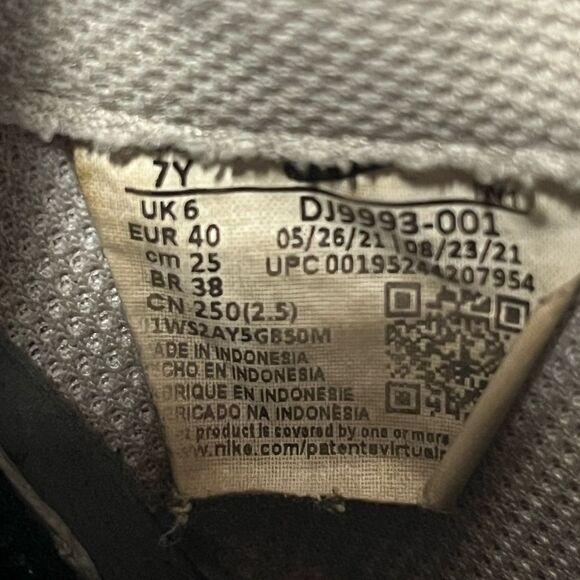 7Y
UK 6
DJ9993-001
EUR 40
05/26/21 08/23/21
cm 25
UPC 00195244207954
BR 38
CN 250(2.5)
ADE IN INDONESIA
CHO EN INDONESIA
BRIQUE EN INDONESIE
RICADO NA INDONESIA
product is covered by one or more
www.nike.com/patentsvirtual